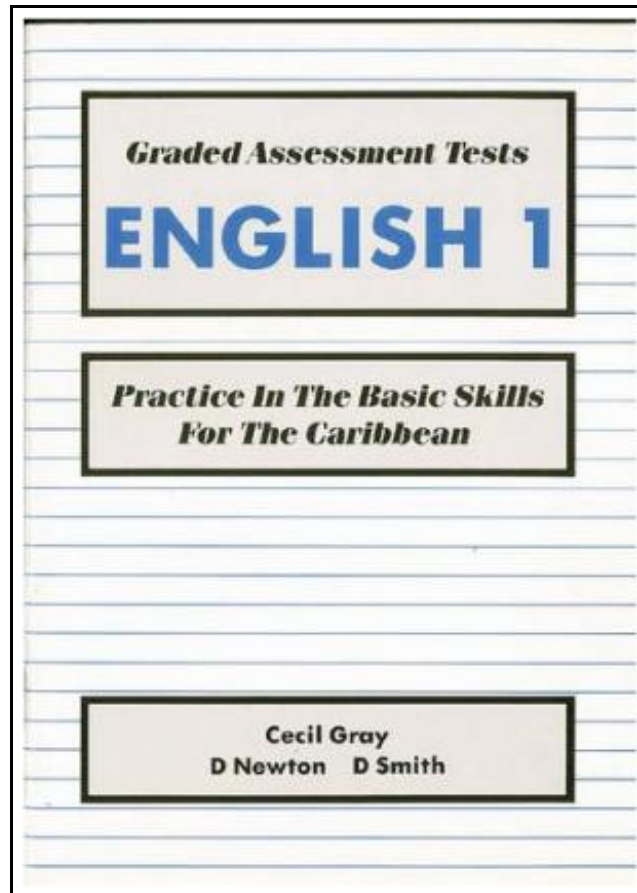 Graded Assessment Tests
ENGLISH 1
Practice In The Basic Skills
For The Caribbean
Cecil Gray
D Newton D Smith